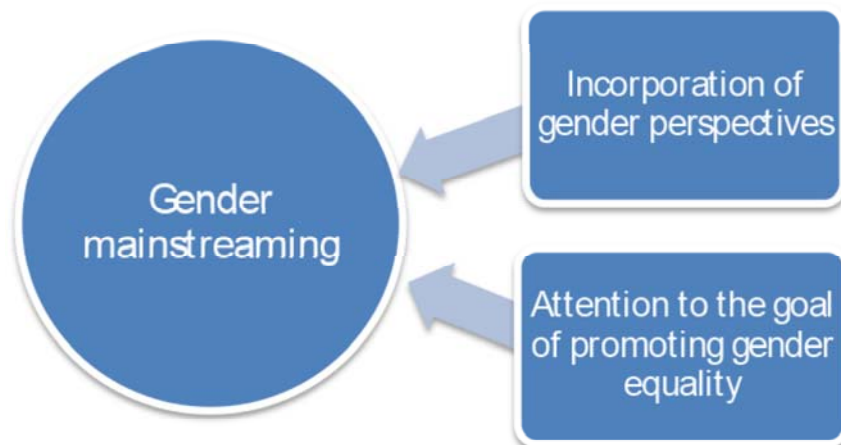 Gender
mainstreaming
Incorporation of
gender perspectives
Attention to the goal
of promoting gender
equality